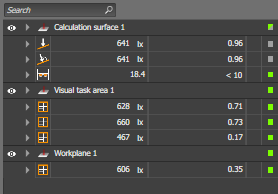 Search
Calculation surface 1
641 lx 0.96
641 lx 0.96
18.4 < 10
Visual task area 1
628 lx 0.71
660 lx 0.73
467 lx 0.17
Workplane 1
606 lx 0.35